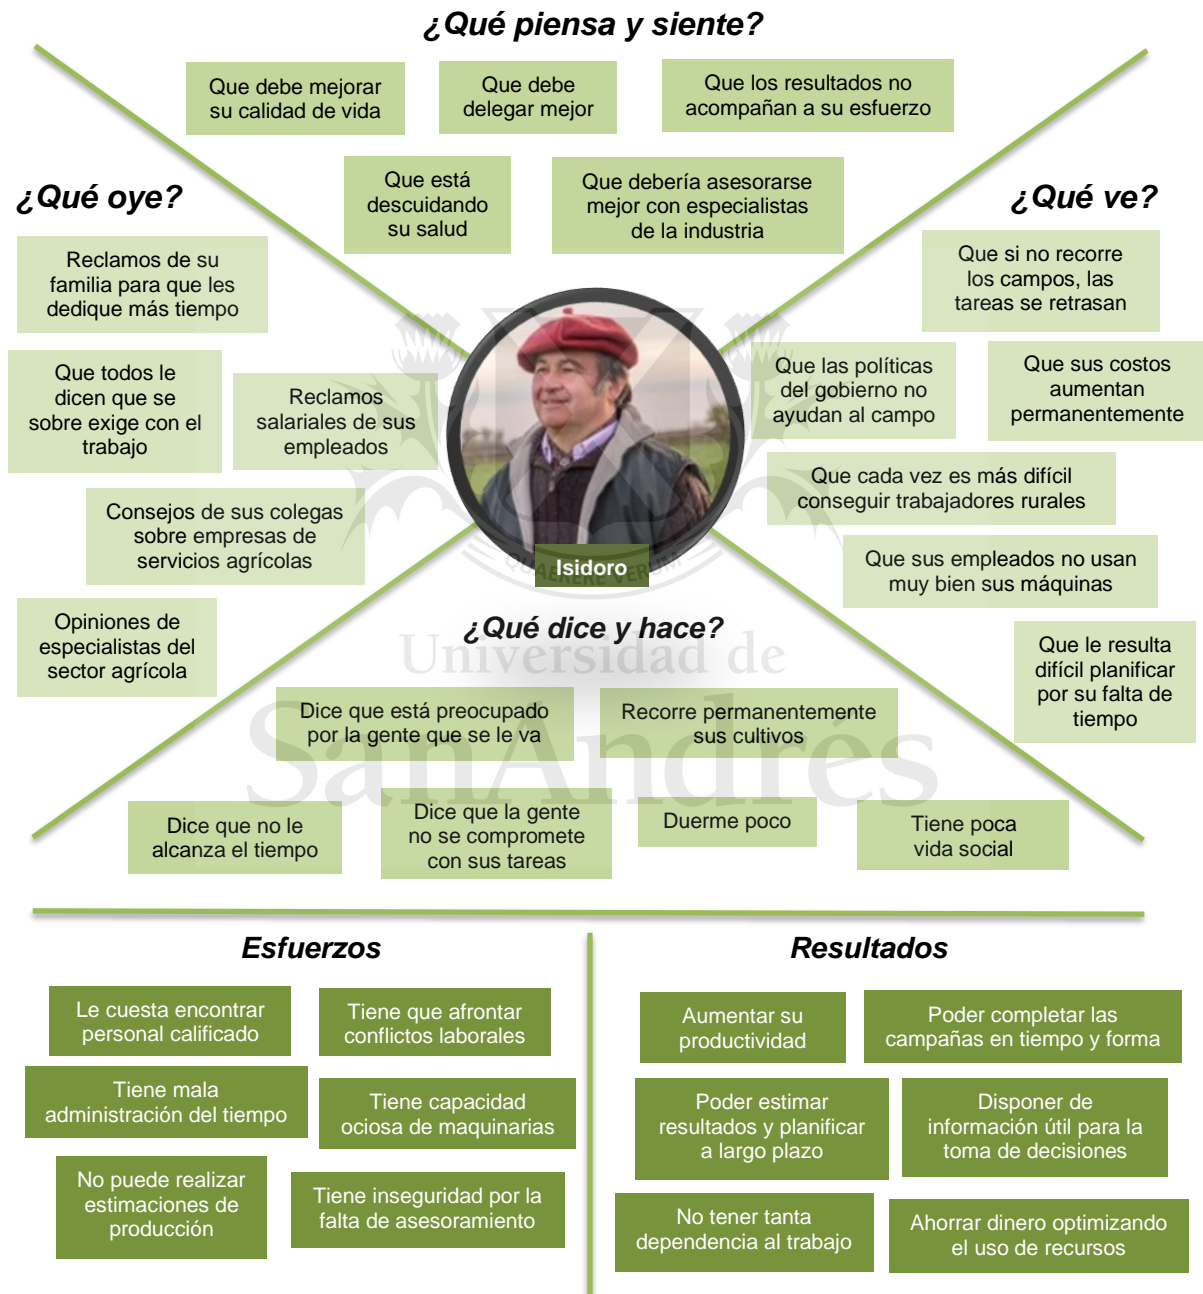 ¿Qué piensa y siente?
Que debe mejorar
su calidad de vida
Que debe
delegar mejor
Que los resultados no
acompañan a su esfuerzo
Que está
descuidando
su salud
Que debería asesorarse
mejor con especialistas
de la industria
¿Qué oye?
Reclamos de su
familia para que les
dedique más tiempo
Que todos le
dicen que se
sobre exige con el
trabajo
Reclamos
salariales de sus
empleados
Consejos de sus colegas
sobre empresas de
servicios agrícolas
Opiniones de
especialistas del
sector agrícola
¿Qué ve?
Que si no recorre
los campos, las
tareas se retrasan
Que las políticas
del gobierno no
ayudan al campo
Que sus costos
aumentan
permanentemente
Que cada vez es más difícil
conseguir trabajadores rurales
Que sus empleados no usan
muy bien sus máquinas
Que le resulta
difícil planificar
por su falta de
tiempo
QUAERERE VERUM
Isidoro
¿Qué dice y hace?
Universidad de
SanAndrés
Dice que está preocupado
por la gente que se le va
Recorre permanentemente
sus cultivos
Dice que no le
alcanza el tiempo
Dice que la gente
no se compromete
con sus tareas
Duerme poco
Tiene poca
vida social
Esfuerzos
Le cuesta encontrar
personal calificado
Tiene que afrontar
conflictos laborales
Tiene mala
administración del tiempo
Tiene capacidad
ociosa de maquinarias
No puede realizar
estimaciones de
producción
Tiene inseguridad por la
falta de asesoramiento
Resultados
Aumentar su
productividad
Poder completar las
campañas en tiempo y forma
Poder estimar
resultados y planificar
a largo plazo
Disponer de
información útil para la
toma de decisiones
No tener tanta
dependencia al trabajo
Ahorrar dinero optimizando
el uso de recursos